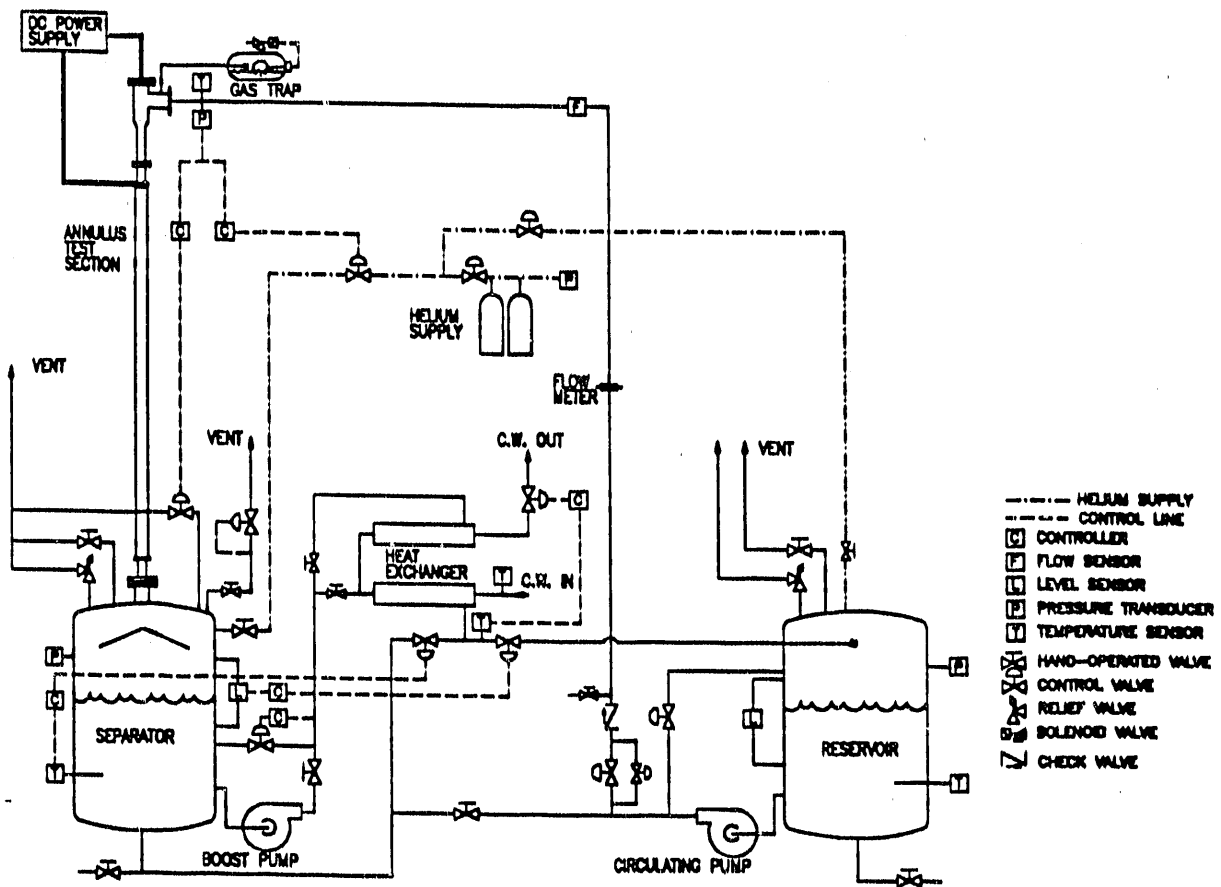 DC POWER
SUPPLY
GAS TRAP
T
P
F
ANNULUS
TEST
SECTION
C
C
HELIUM
SUPPLY
P
FLOW
METER
VENT
VENT
C.W. OUT
VENT
C
HEAT
EXCHANGER
T
C.W. IN
T
P
C
L
C
C
T
SEPARATOR
BOOST PUMP
L
P
RESERVOIR
T
CIRCULATING PUMP
HELIUM SUPPLY
CONTROL LINE
C CONTROLLER
F FLOW SENSOR
L LEVEL SENSOR
P PRESSURE TRANSDUCER
T TEMPERATURE SENSOR
HAND-OPERATED VALVE
CONTROL VALVE
RELIEF VALVE
SOLENOID VALVE
CHECK VALVE